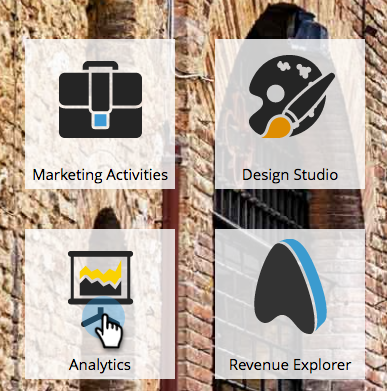 Marketing Activities
Design Studio
Analytics
Revenue Explorer